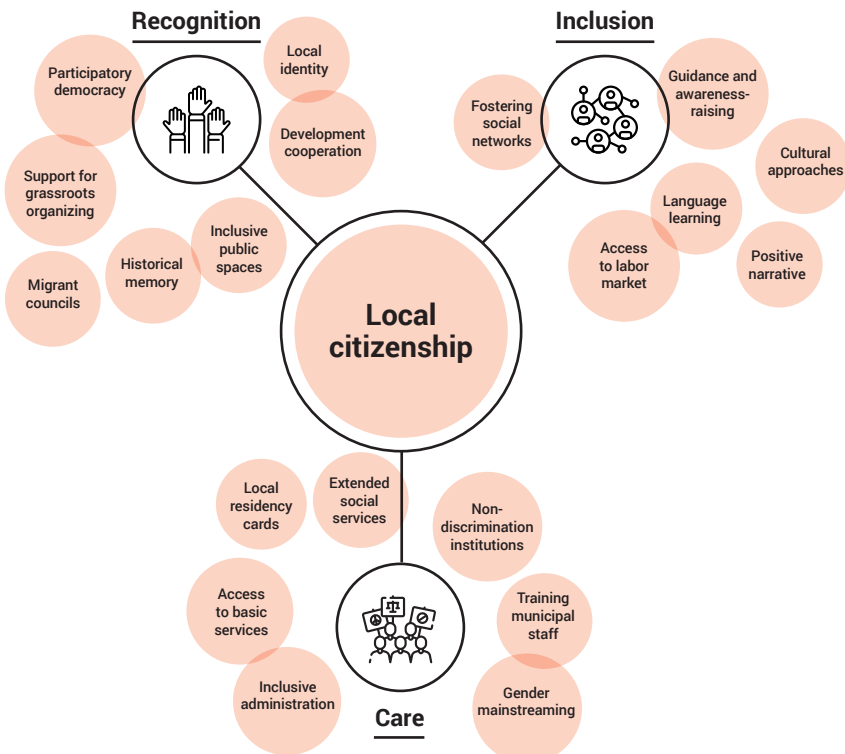 Recognition
Participatory
democracy
Local
identity
Development
cooperation
Support for
grassroots
organizing
Inclusive
public
spaces
Historical
memory
Migrant
councils
Inclusion
Fostering
social
networks
Guidance and
awareness-
raising
Cultural
approaches
Language
learning
Access
to labor
market
Positive
narrative
Local
citizenship
Local
residency
cards
Extended
social
services
Non-
discrimination
institutions
Access
to basic
services
Training
municipal
staff
Inclusive
administration
Gender
mainstreaming
Care